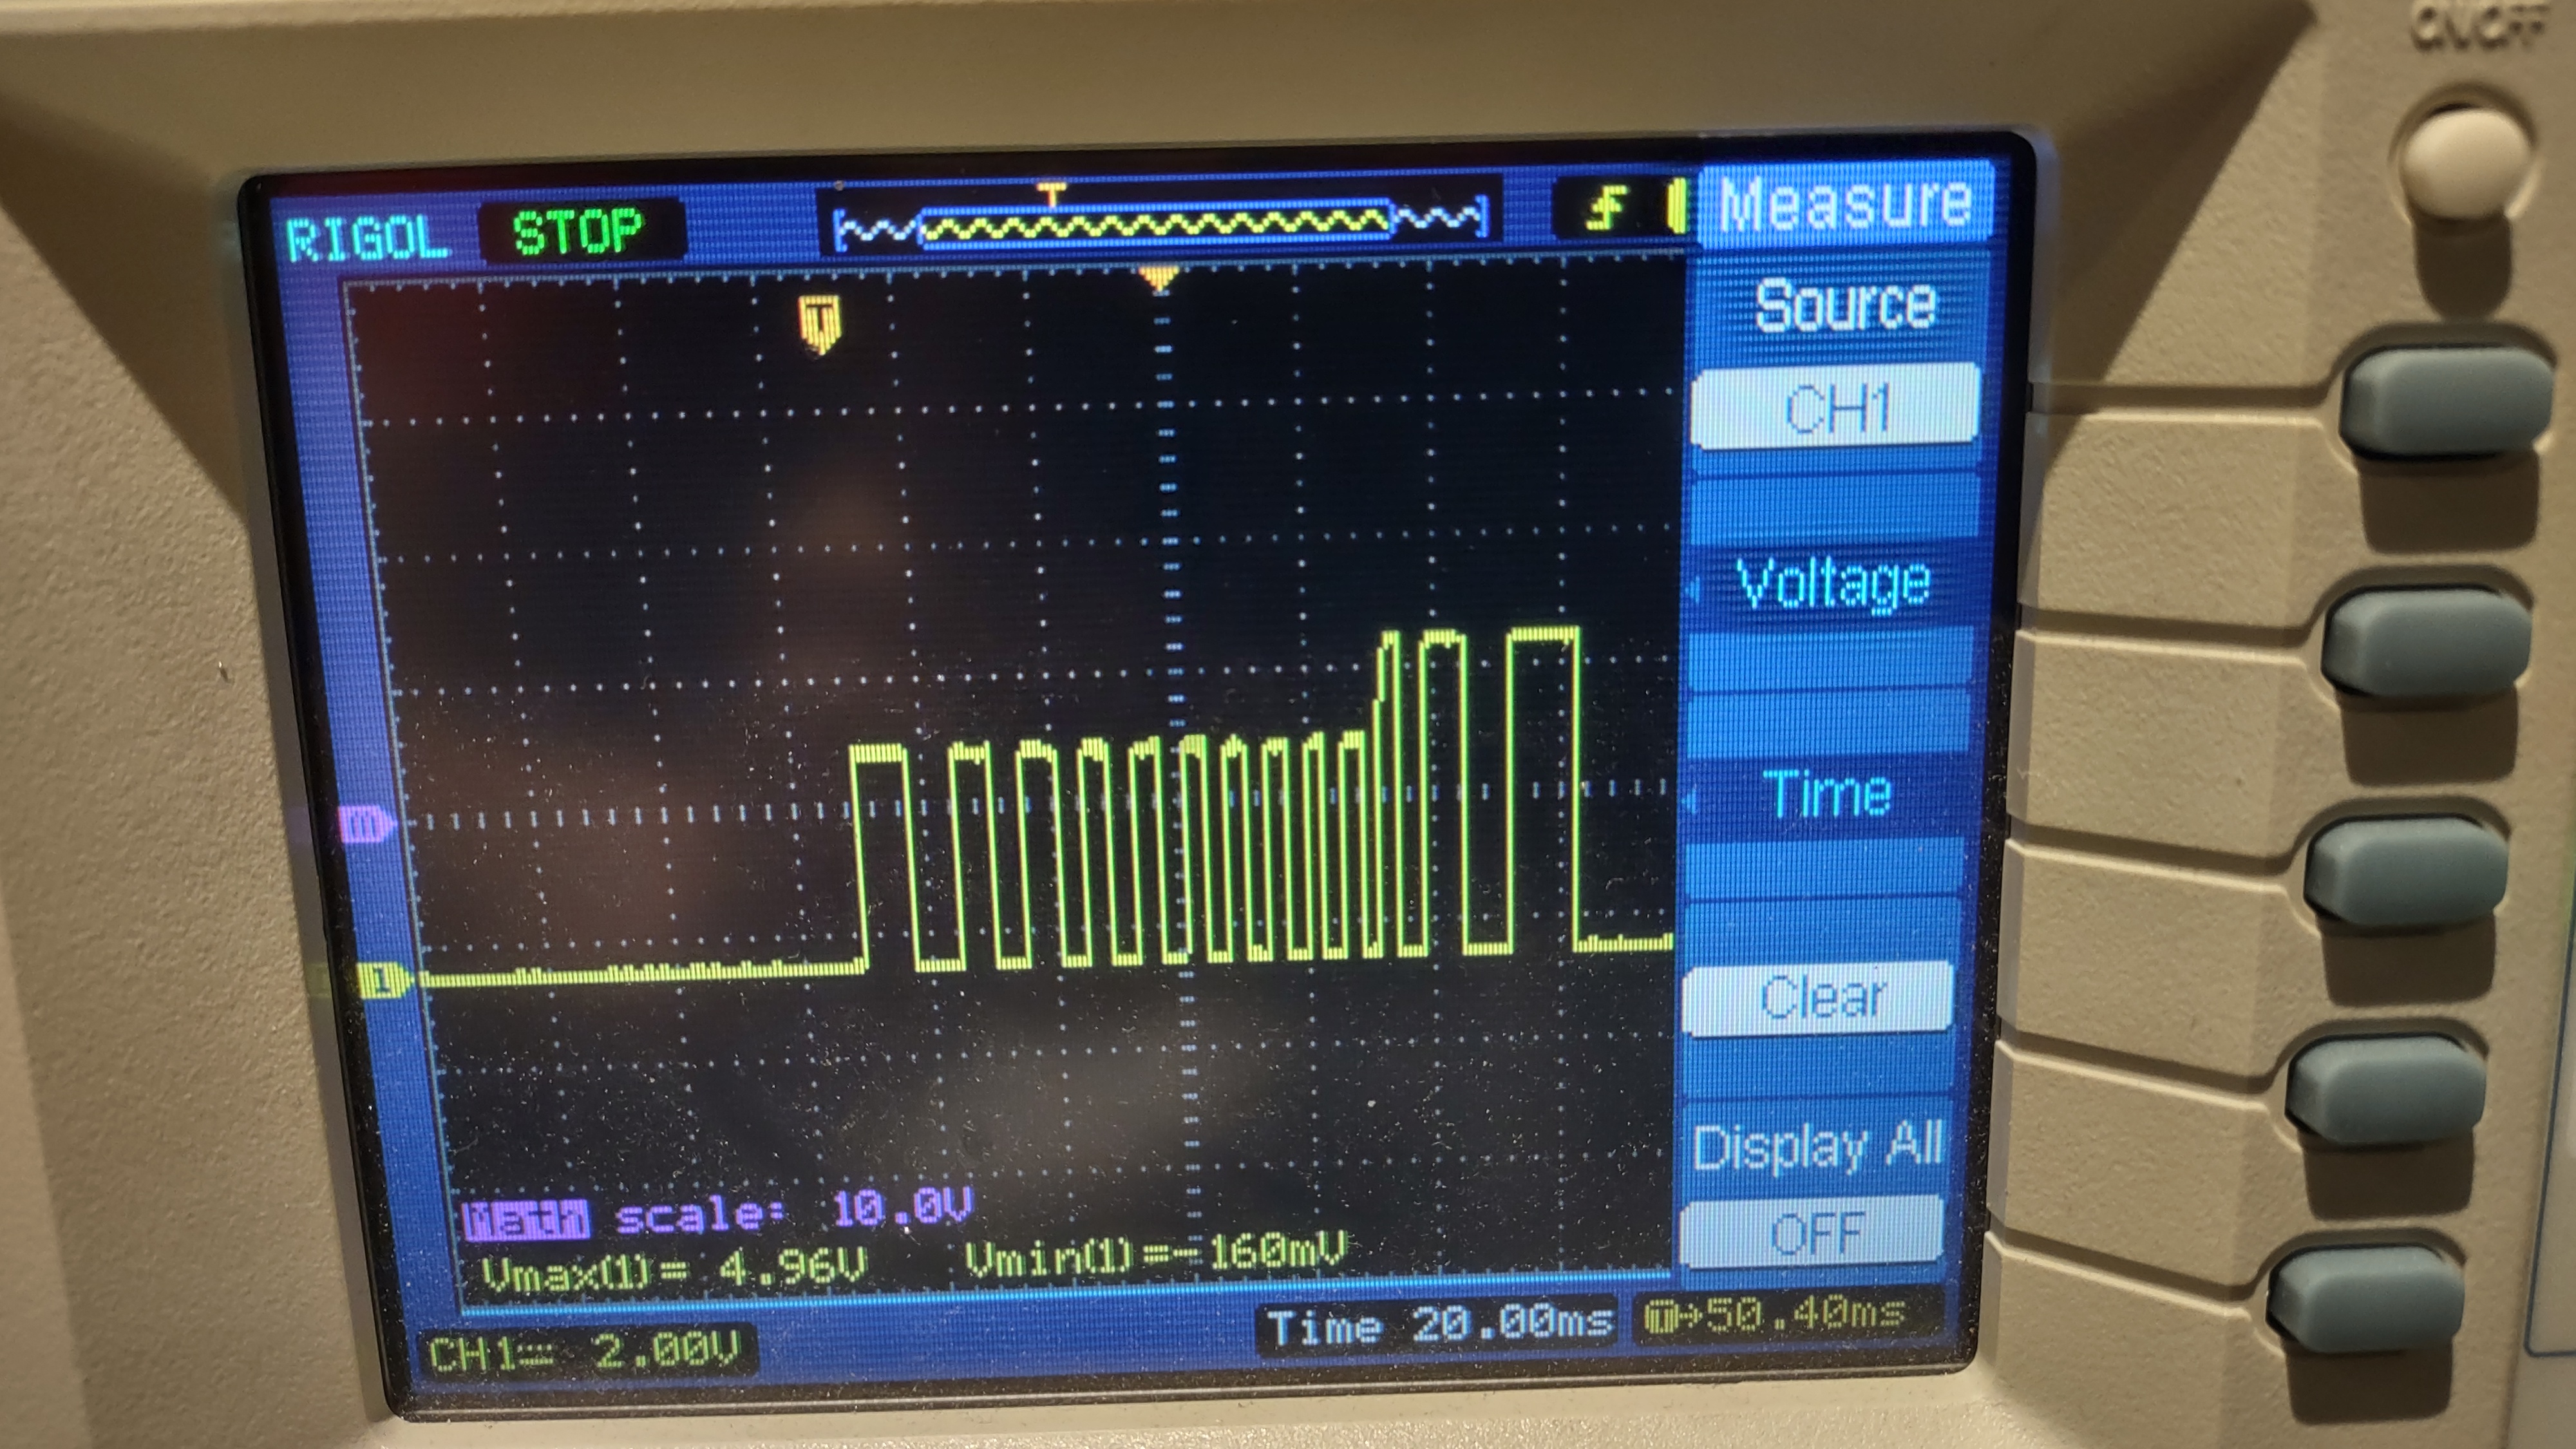 ON/OFF
RIGOL STOP T Measure
T Source
CH1
Voltage
m Time
1 Clear
Display All
Math scale: 10.0V
Vmax(1)= 4.96V Vmin(1)=-160mV OFF
CH1 2.00V Time 20.00ms T→50.40ms